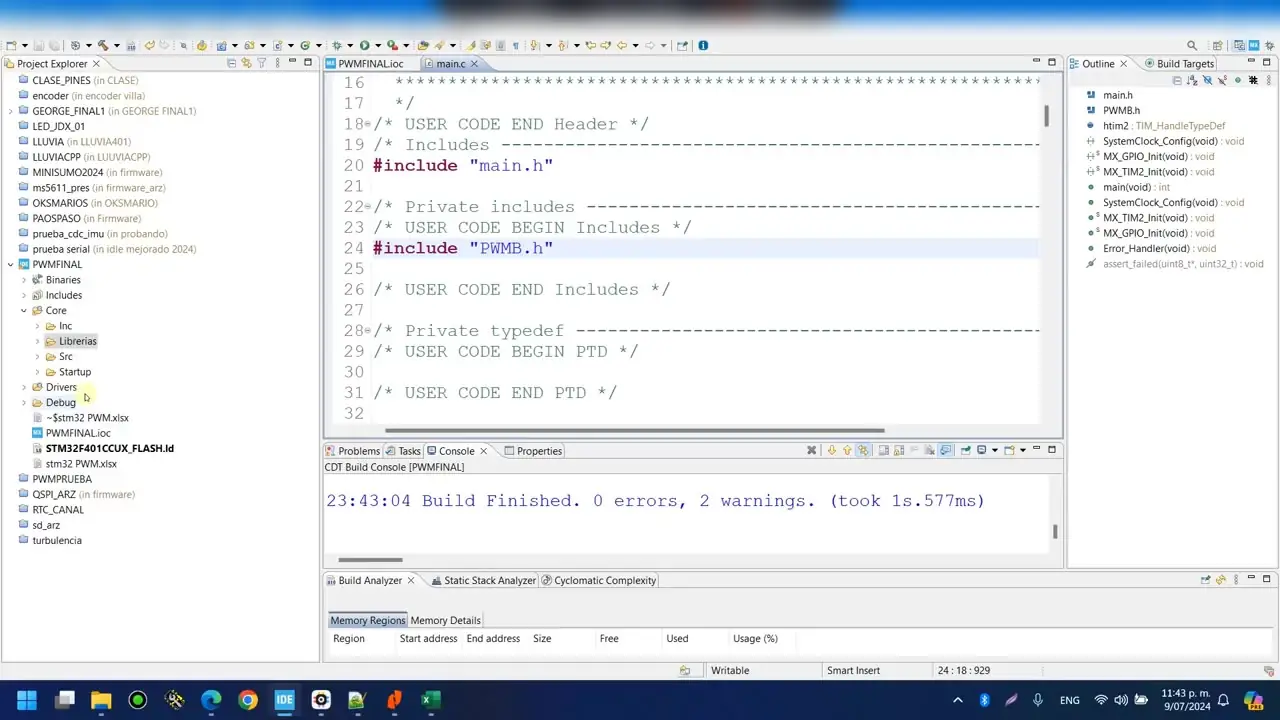 Project Explorer
CLASE_PINES (in CLASE)
encoder (in encoder villa)
GEORGE_FINAL1 (in GEORGE FINAL1)
LED_JDX_01
LLUVIA (in LLUVIA401)
LLUVIACPP (in LUUVIACPP)
MINISUMO2024 (in firmware)
ms5611_pres (in firmware_arz)
OKSMARIOS (in OKSMARIO)
PAOSPASO (in Firmware)
prueba_cdc_imu (in probando)
prueba serial (in idle mejorado 2024)
PWMFINAL
Binaries
Includes
Core
Inc
Librerias
Src
Startup
Drivers
Debug
~$stm32 PWM.xlsx
PWMFINAL.ioc
STM32F401CCUX_FLASH.ld
stm32 PWM.xlsx
PWMPRUEBA
QSPI_ARZ (in firmware)
RTC_CANAL
sd_arz
turbulencia
PWMFINAL.ioc main.c
16 ******************************************************************************
17 */
18 /* USER CODE END Header */
19 /* Includes ------------------------------------------------------------------
20 #include "main.h"
21
22 /* Private includes ----------------------------------------------------------
23 /* USER CODE BEGIN Includes */
24 #include "PWMB.h"
25
26 /* USER CODE END Includes */
27
28 /* Private typedef -----------------------------------------------------------
29 /* USER CODE BEGIN PTD */
30
31 /* USER CODE END PTD */
32
Problems Tasks Console Properties
CDT Build Console [PWMFINAL]
23:43:04 Build Finished. 0 errors, 2 warnings. (took 1s.577ms)
Build Analyzer Static Stack Analyzer Cyclomatic Complexity
Memory Regions Memory Details
Region Start address End address Size Free Used Usage (%)
Outline Build Targets
main.h
PWMB.h
htim2 : TIM_HandleTypeDef
SystemClock_Config(void) : void
MX_GPIO_Init(void) : void
MX_TIM2_Init(void) : void
main(void) : int
SystemClock_Config(void) : void
MX_TIM2_Init(void) : void
MX_GPIO_Init(void) : void
Error_Handler(void) : void
assert_failed(uint8_t*, uint32_t) : void
Writable Smart Insert 24 : 18 : 929
IDE
ENG
11:43 p. m.
9/07/2024